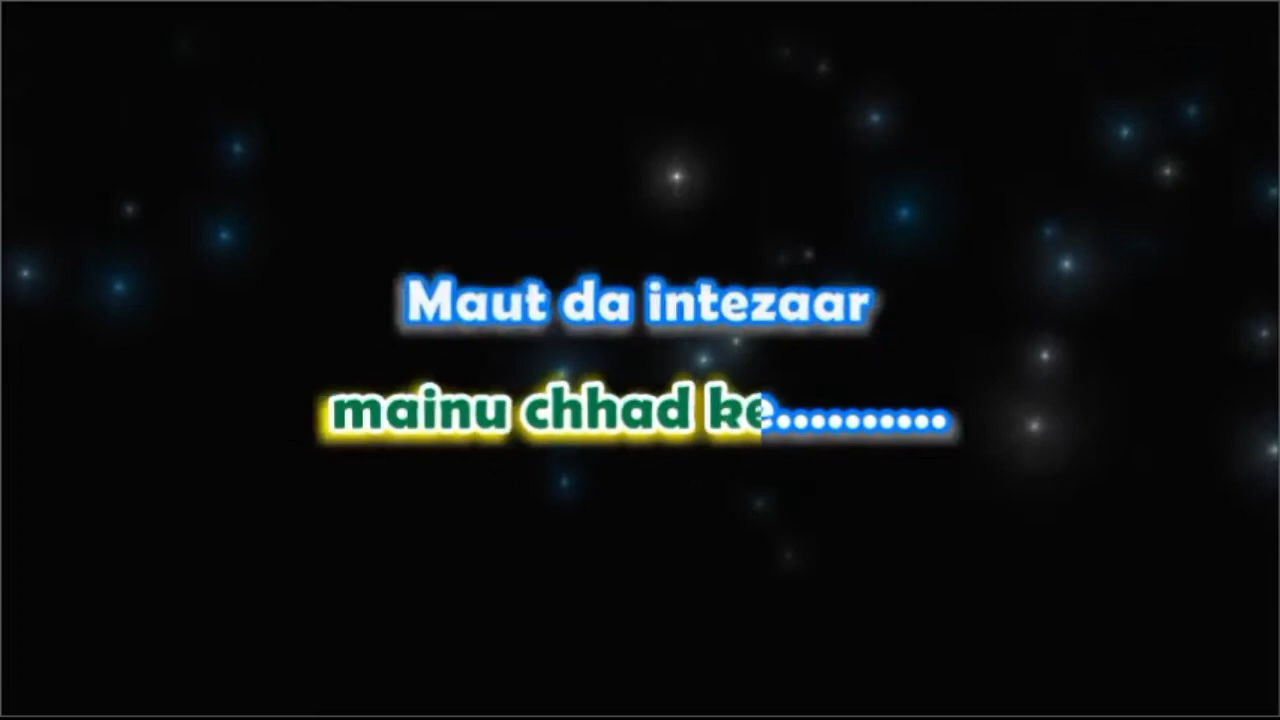 Maut da intezaar
mainu chhad ke..........